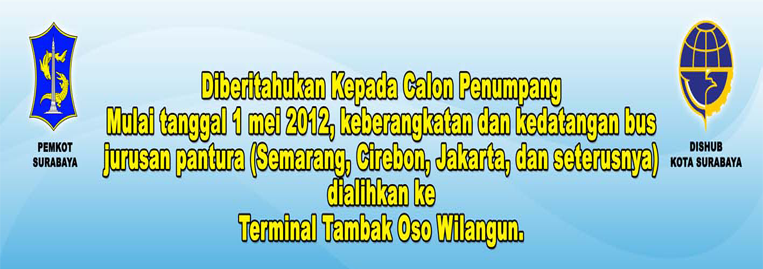 Diberitahukan Kepada Calon Penumpang
Mulai tanggal 1 mei 2012, keberangkatan dan kedatangan bus
jurusan pantura (Semarang, Cirebon, Jakarta, dan seterusnya)
dialihkan ke
Terminal Tambak Oso Wilangun.
PEMKOT
SURABAYA
DISHUB
KOTA SURABAYA